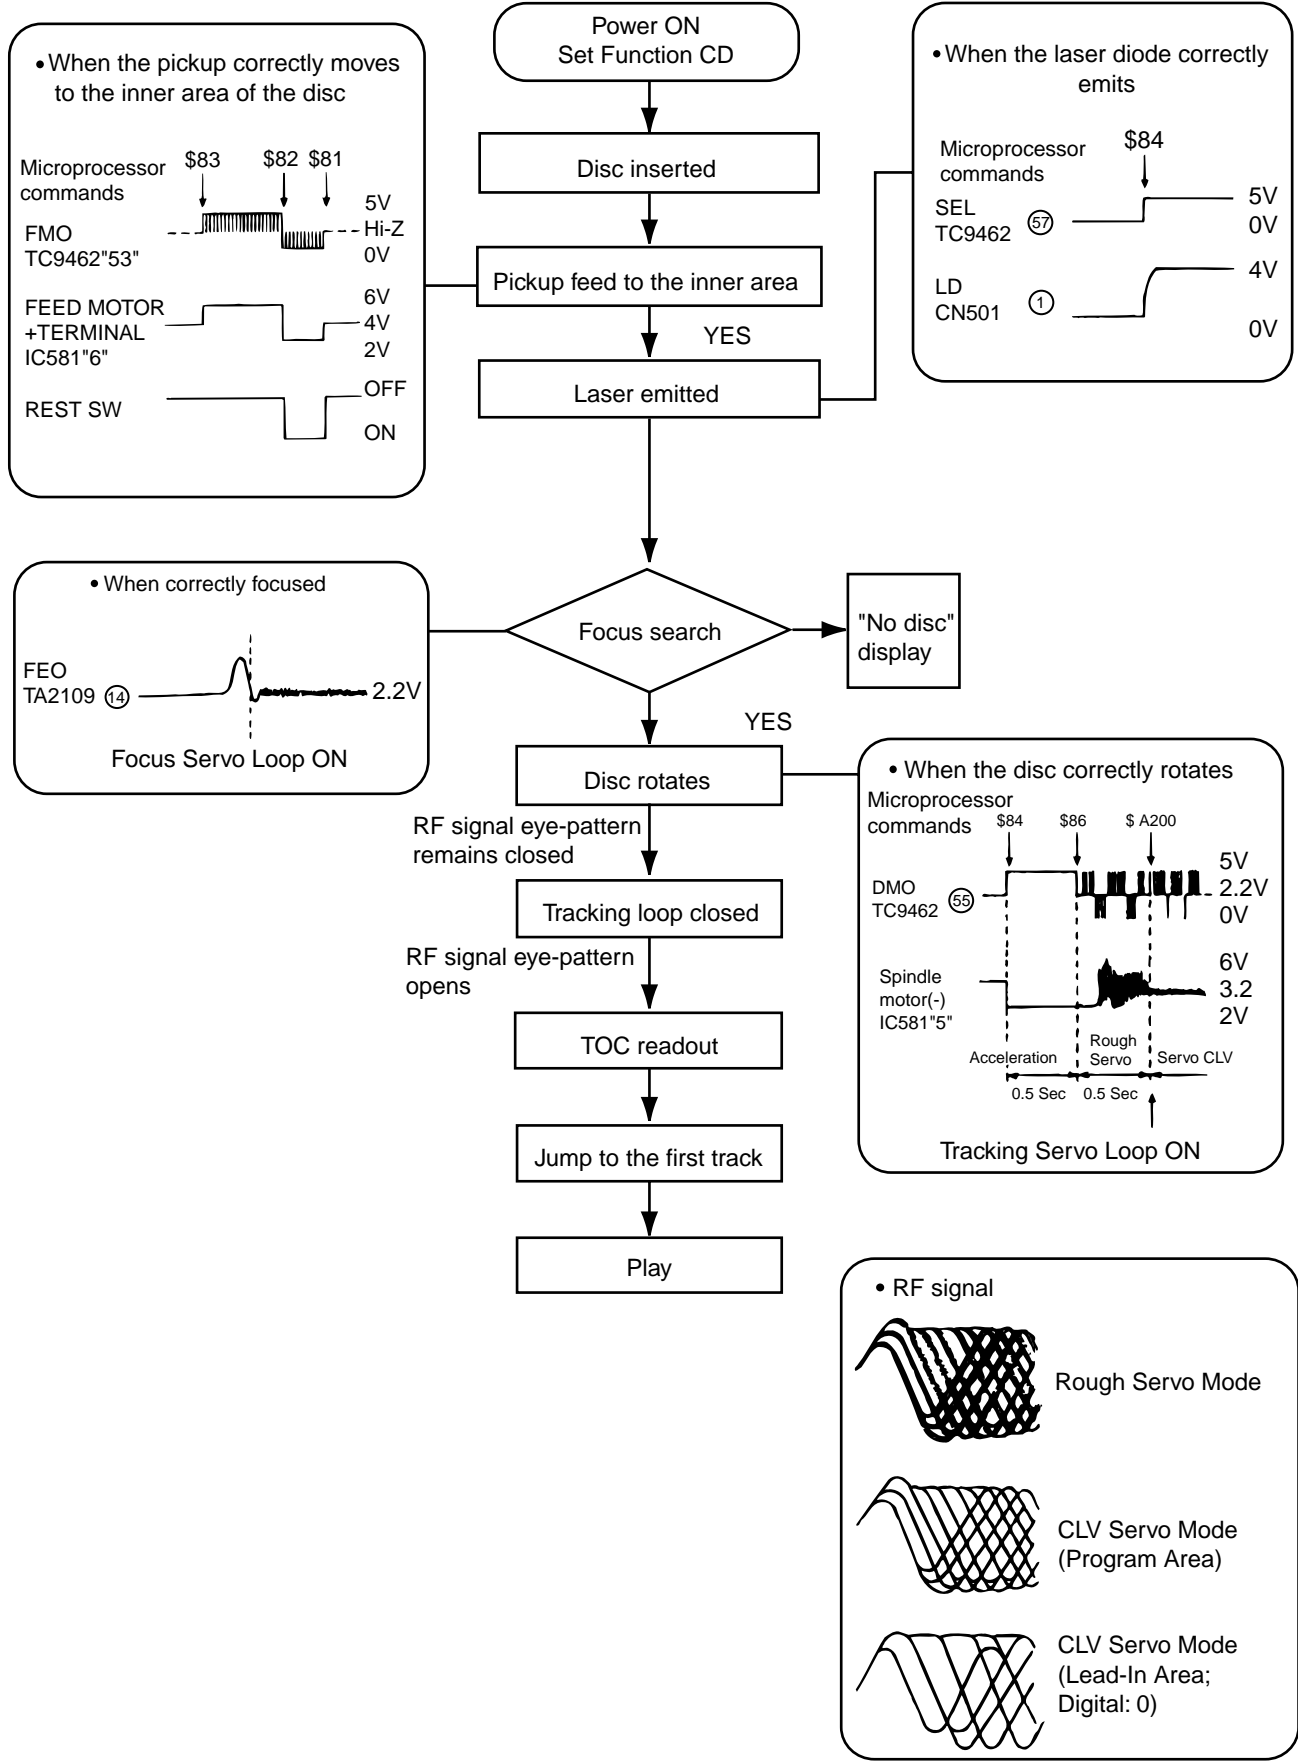 Power ON
Set Function CD
• When the pickup correctly moves
to the inner area of the disc
Microprocessor
commands
$83
$82
$81
FMO
TC9462"53"
5V
Hi-Z
0V
FEED MOTOR
+TERMINAL
IC581"6"
6V
4V
2V
REST SW
OFF
ON
• When the laser diode correctly
emits
Microprocessor
commands
$84
SEL
TC9462
57
5V
0V
LD
CN501
1
4V
0V
Disc inserted
Pickup feed to the inner area
YES
Laser emitted
• When correctly focused
FEO
TA2109
14
2.2V
Focus Servo Loop ON
Focus search
"No disc"
display
YES
Disc rotates
RF signal eye-pattern
remains closed
Tracking loop closed
RF signal eye-pattern
opens
TOC readout
Jump to the first track
Play
• When the disc correctly rotates
Microprocessor
commands
$84
$86
$ A200
DMO
TC9462
55
5V
2.2V
0V
Spindle
motor(-)
IC581"5"
6V
3.2
2V
Acceleration
Rough
Servo
Servo CLV
0.5 Sec
0.5 Sec
Tracking Servo Loop ON
• RF signal
Rough Servo Mode
CLV Servo Mode
(Program Area)
CLV Servo Mode
(Lead-In Area;
Digital: 0)